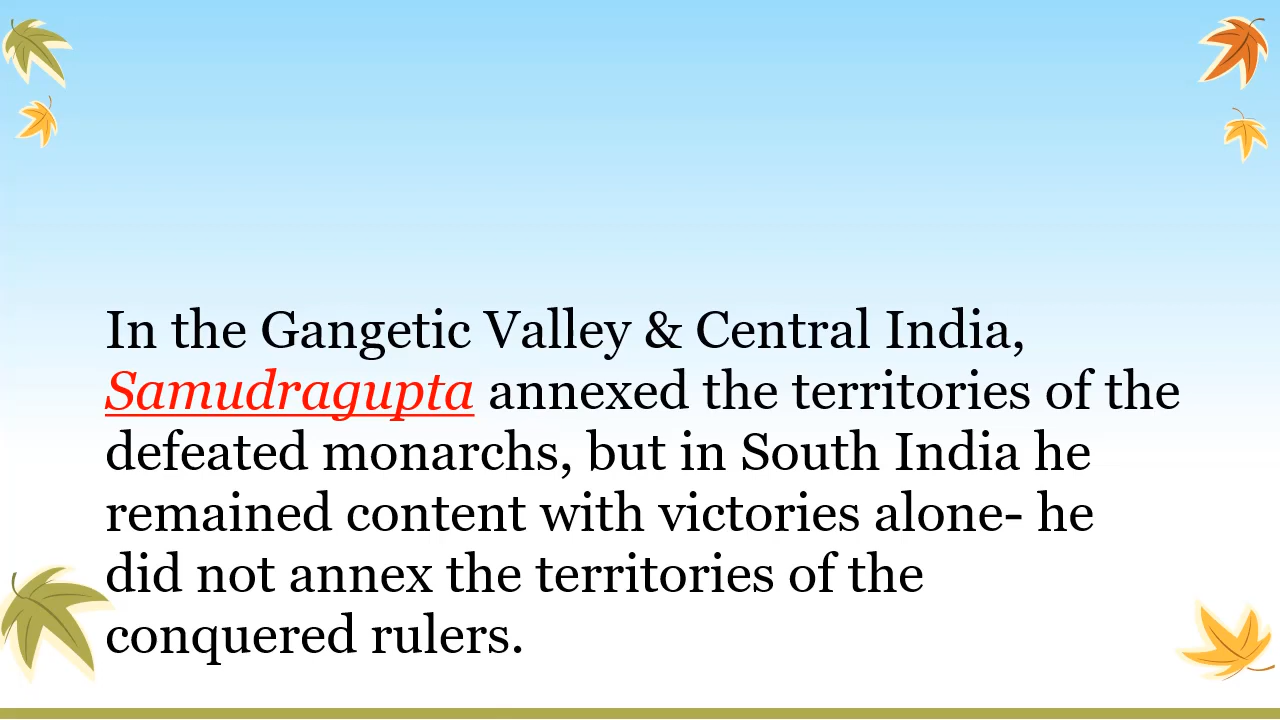 In the Gangetic Valley & Central India,
Samudragupta annexed the territories of the
defeated monarchs, but in South India he
remained content with victories alone- he
did not annex the territories of the
conquered rulers.